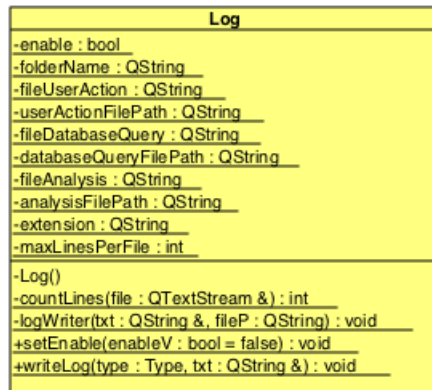 Log
-enable : bool
-folderName : QString
-fileUserAction : QString
-userActionFilePath : QString
-fileDatabaseQuery : QString
-databaseQueryFilePath : QString
-fileAnalysis : QString
-analysisFilePath : QString
-extension : QString
-maxLinesPerFile : int
-Log()
-countLines(file : QTextStream &) : int
-logWriter(txt : QString &, fileP : QString) : void
+setEnable(enableV : bool = false) : void
+writeLog(type : Type, txt : QString &) : void